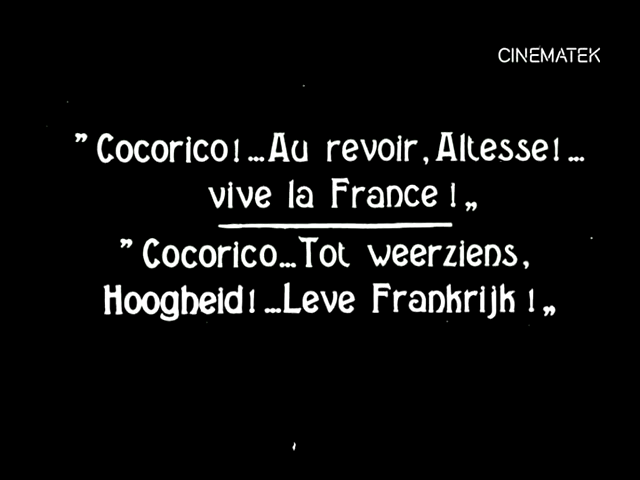 CINEMATEK
” Cocorico!...Au revoir, Altesse!...
vive la France!„
” Cocorico...Tot weerziens,
Hoogheid!...Leve Frankrijk!„